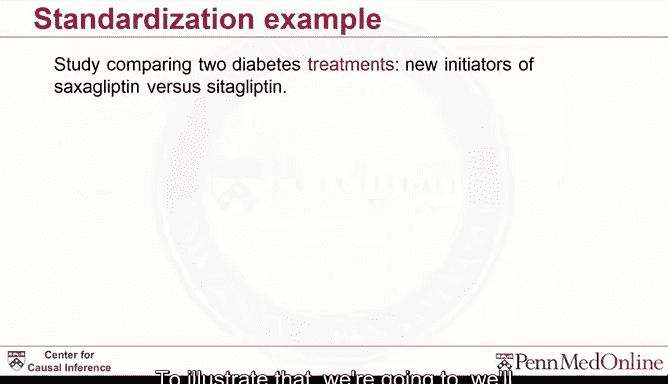 Standardization example
Study comparing two diabetes treatments: new initiators of
saxagliptin versus sitagliptin.
Center for
Causal Inference
PennMedOnline
To illustrate that, we're going to, we'll